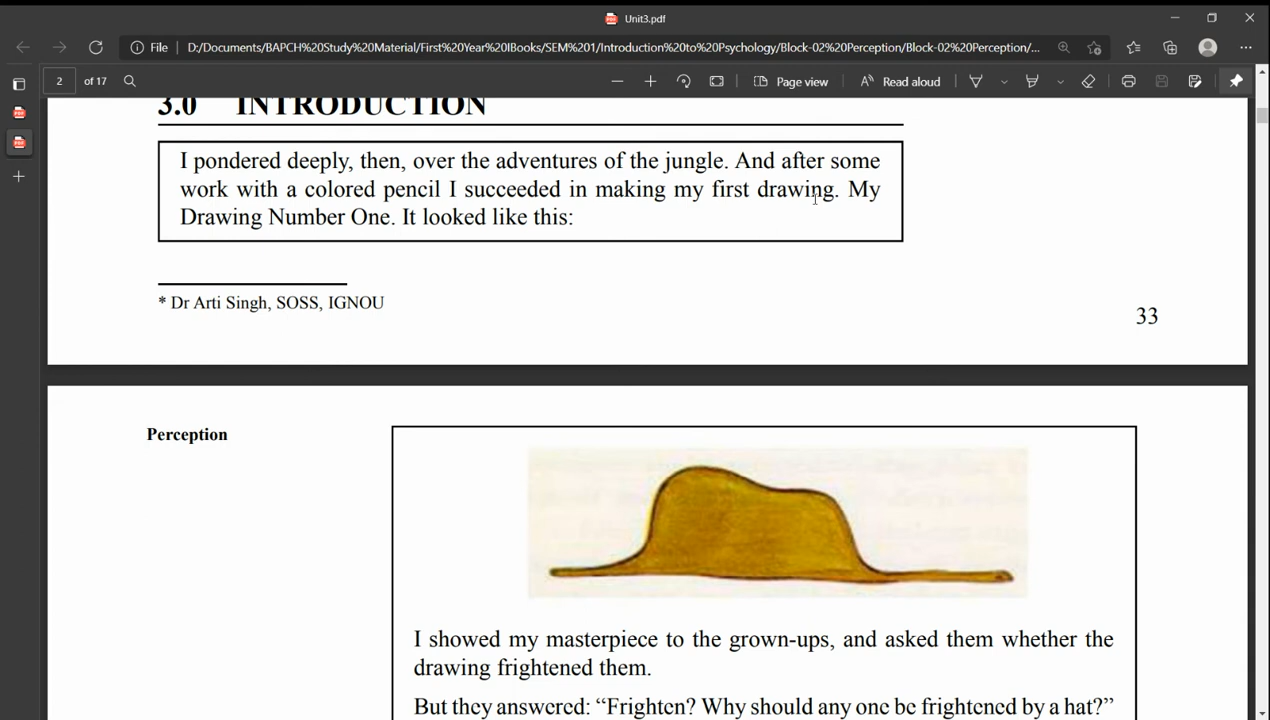 Unit3.pdf
File D:/Documents/BAPCH%20Study%20Material/First%20Year%20IBooks/SEM%201/Introduction%20to%20Psychology/Block-02%20Perception/Block-02%20Perception/...
2 of 17 Page view Read aloud
3.0 INTRODUCTION
I pondered deeply, then, over the adventures of the jungle. And after some
work with a colored pencil I succeeded in making my first drawing. My
Drawing Number One. It looked like this:
* Dr Arti Singh, SOSS, IGNOU
33
Perception
I showed my masterpiece to the grown-ups, and asked them whether the
drawing frightened them.
But they answered: “Frighten? Why should any one be frightened by a hat?”